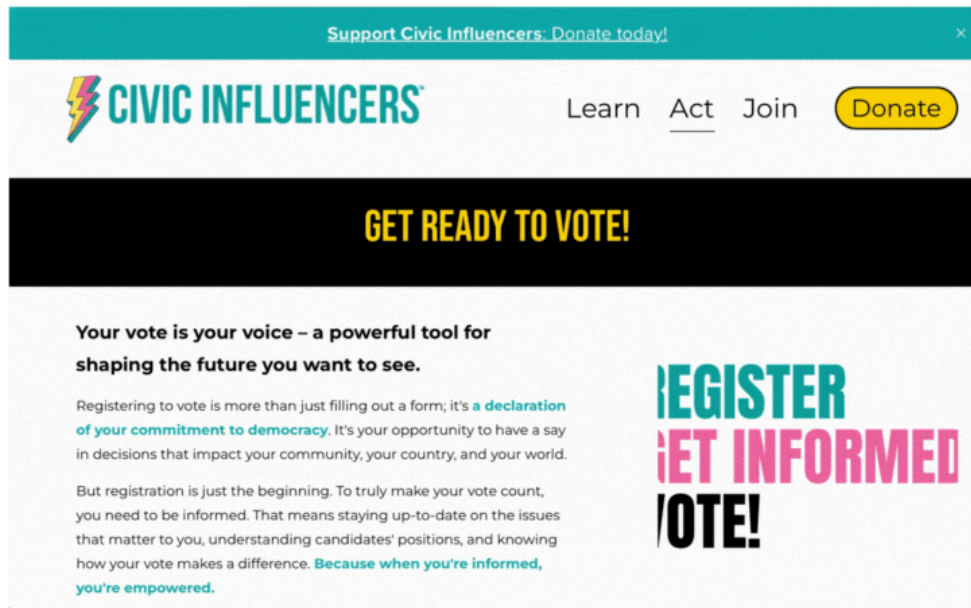 Support Civic Influencers: Donate today! ×
CIVIC INFLUENCERS™
Learn Act Join Donate
GET READY TO VOTE!
Your vote is your voice – a powerful tool for
shaping the future you want to see.
Registering to vote is more than just filling out a form; it's a declaration
of your commitment to democracy. It's your opportunity to have a say
in decisions that impact your community, your country, and your world.
But registration is just the beginning. To truly make your vote count,
you need to be informed. That means staying up-to-date on the issues
that matter to you, understanding candidates' positions, and knowing
how your vote makes a difference. Because when you're informed,
you're empowered.
REGISTER
GET INFORMED
VOTE!